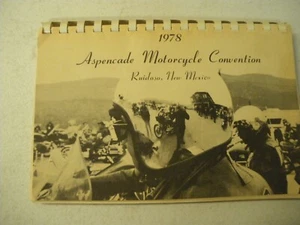 1978
Aspencade Motorcycle Convention
Ruidoso, New Mexico